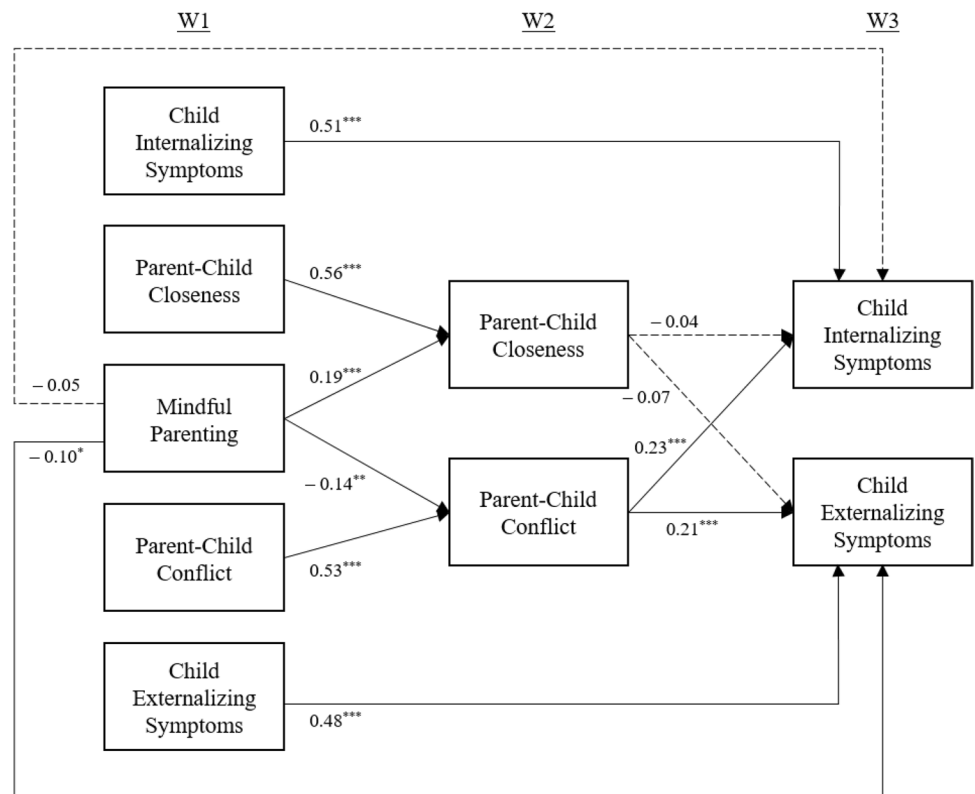 W1
W2
W3
Child
Internalizing
Symptoms
0.51***
Parent-Child
Closeness
0.56***
Mindful
Parenting
− 0.05
− 0.10*
0.19***
− 0.14**
Parent-Child
Conflict
0.53***
Child
Externalizing
Symptoms
0.48***
Parent-Child
Closeness
− 0.04
− 0.07
Parent-Child
Conflict
0.23***
0.21***
Child
Internalizing
Symptoms
Child
Externalizing
Symptoms